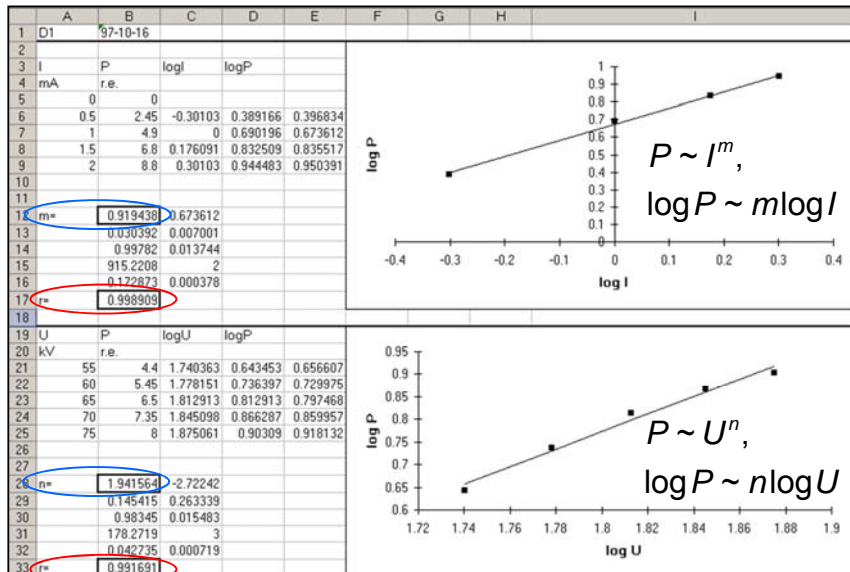 A B C D E F G H I
1 D1 97-10-16
2
3 I P logI logP
4 mA r.e.
5 0 0
6 0.5 2.45 -0.30103 0.389166 0.396834
7 1 4.9 0 0.690196 0.673612
8 1.5 6.8 0.176091 0.832509 0.835517
9 2 8.8 0.30103 0.944483 0.950391
10
11
12 m= 0.919438 0.673612
13 0.030392 0.007001
14 0.99782 0.013744
15 915.2208 2
16 0.172873 0.000378
17 r= 0.998909
18
1
0.9
0.8
0.7
0.6
0.5
0.4
0.3
0.2
0.1
0
log P
-0.4 -0.3 -0.2 -0.1 0 0.1 0.2 0.3 0.4
log I
P ~ I^m,
logP ~ mlogI
19 U P logU logP
20 kV r.e.
21 55 4.4 1.740363 0.643453 0.656607
22 60 5.45 1.778151 0.736397 0.729975
23 65 6.5 1.812913 0.812913 0.797468
24 70 7.35 1.845098 0.866287 0.859957
25 75 8 1.875061 0.90309 0.918132
26
27
28 n= 1.941564 -2.72242
29 0.145415 0.263339
30 0.98345 0.015483
31 178.2719 3
32 0.042735 0.000719
33 r= 0.991691
0.95
0.9
0.85
0.8
0.75
0.7
0.65
0.6
log P
1.72 1.74 1.76 1.78 1.8 1.82 1.84 1.86 1.88 1.9
log U
P ~ U^n,
logP ~ nlogU